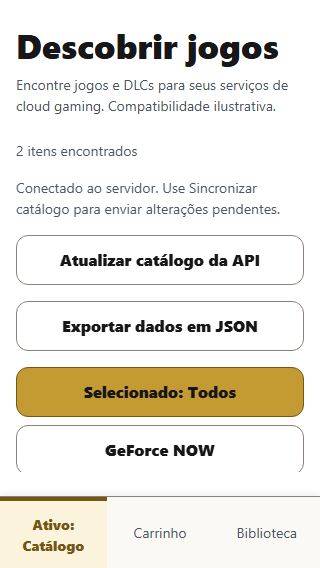 Descobrir jogos
Encontre jogos e DLCs para seus serviços de
cloud gaming. Compatibilidade ilustrativa.
2 itens encontrados
Conectado ao servidor. Use Sincronizar
catálogo para enviar alterações pendentes.
Atualizar catálogo da API
Exportar dados em JSON
Selecionado: Todos
GeForce NOW
Ativo:
Catálogo
Carrinho
Biblioteca